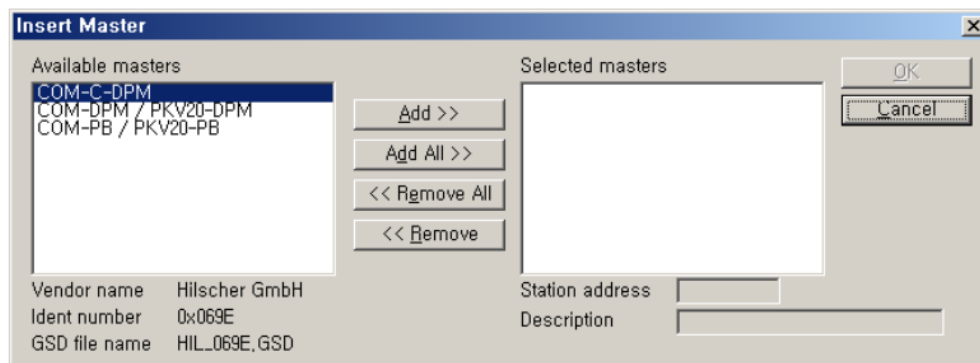 Insert Master
Available masters
COM-C-DPM
COM-DPM / PKV20-DPM
COM-PB / PKV20-PB
Add >>
Add All >>
<< Remove All
<< Remove
Selected masters
OK
Cancel
Vendor name Hilscher GmbH
Ident number 0x069E
GSD file name HIL_069E.GSD
Station address
Description